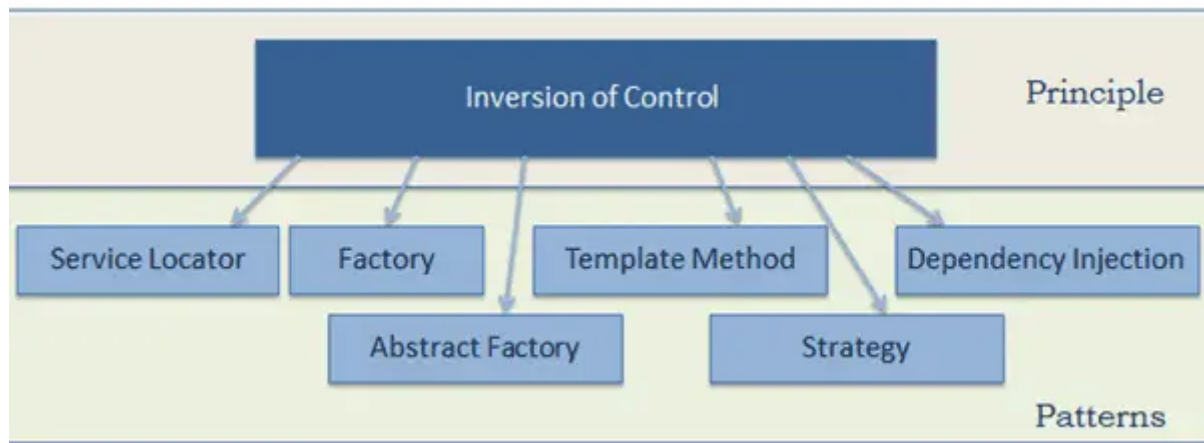 Inversion of Control
Principle
Service Locator
Factory
Template Method
Dependency Injection
Abstract Factory
Strategy
Patterns